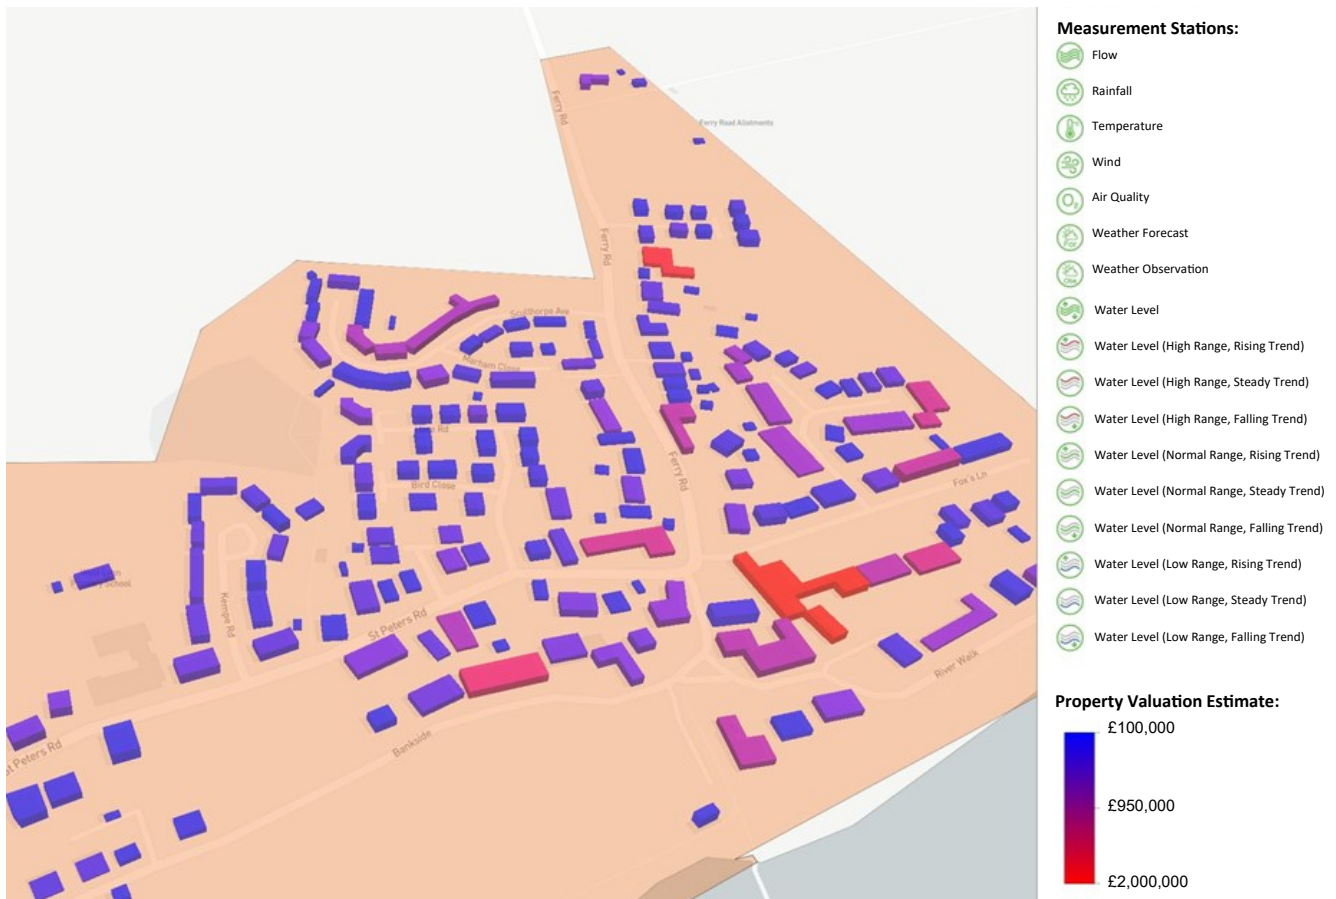 Ferry Rd
Ferry Road Allotments
Ferry Rd
Sculthorpe Ave
Marham Close
Rd
Bird Close
Ferry Rd
Fox's Ln
School
Kempe Rd
St Peters Rd
River Walk
St Peters Rd
Bankside
Measurement Stations:
Flow
Rainfall
Temperature
Wind
O₂
Air Quality
Weather Forecast
Weather Observation
Water Level
Water Level (High Range, Rising Trend)
Water Level (High Range, Steady Trend)
Water Level (High Range, Falling Trend)
Water Level (Normal Range, Rising Trend)
Water Level (Normal Range, Steady Trend)
Water Level (Normal Range, Falling Trend)
Water Level (Low Range, Rising Trend)
Water Level (Low Range, Steady Trend)
Water Level (Low Range, Falling Trend)
Property Valuation Estimate:
£100,000
£950,000
£2,000,000